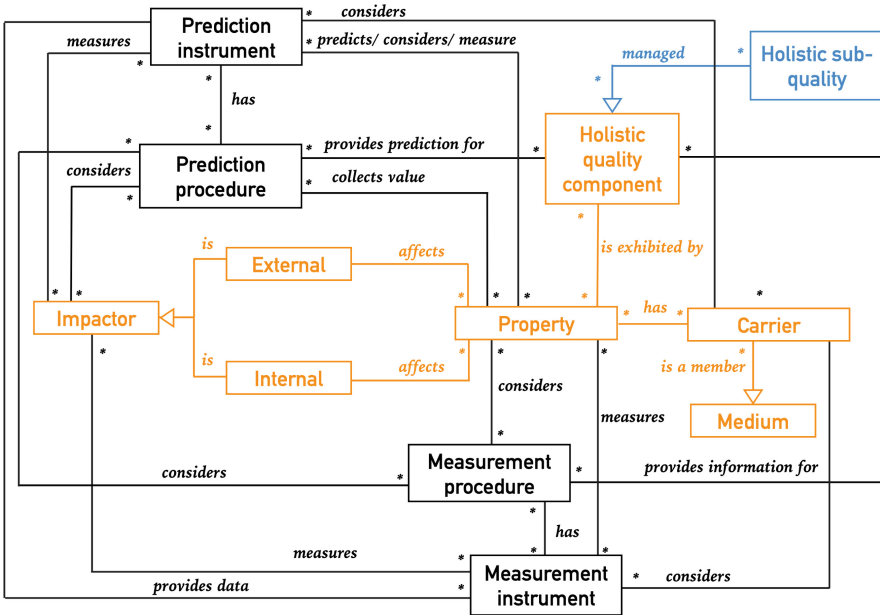 considers
Prediction
instrument
measures
predicts/ considers/ measure
managed
Holistic sub-
quality
has
Holistic
quality
component
provides prediction for
Prediction
procedure
considers
collects value
is
External
affects
is exhibited by
Impactor
Property
has
Carrier
is
Internal
affects
is a member
considers
measures
Medium
Measurement
procedure
considers
provides information for
has
measures
Measurement
instrument
considers
provides data